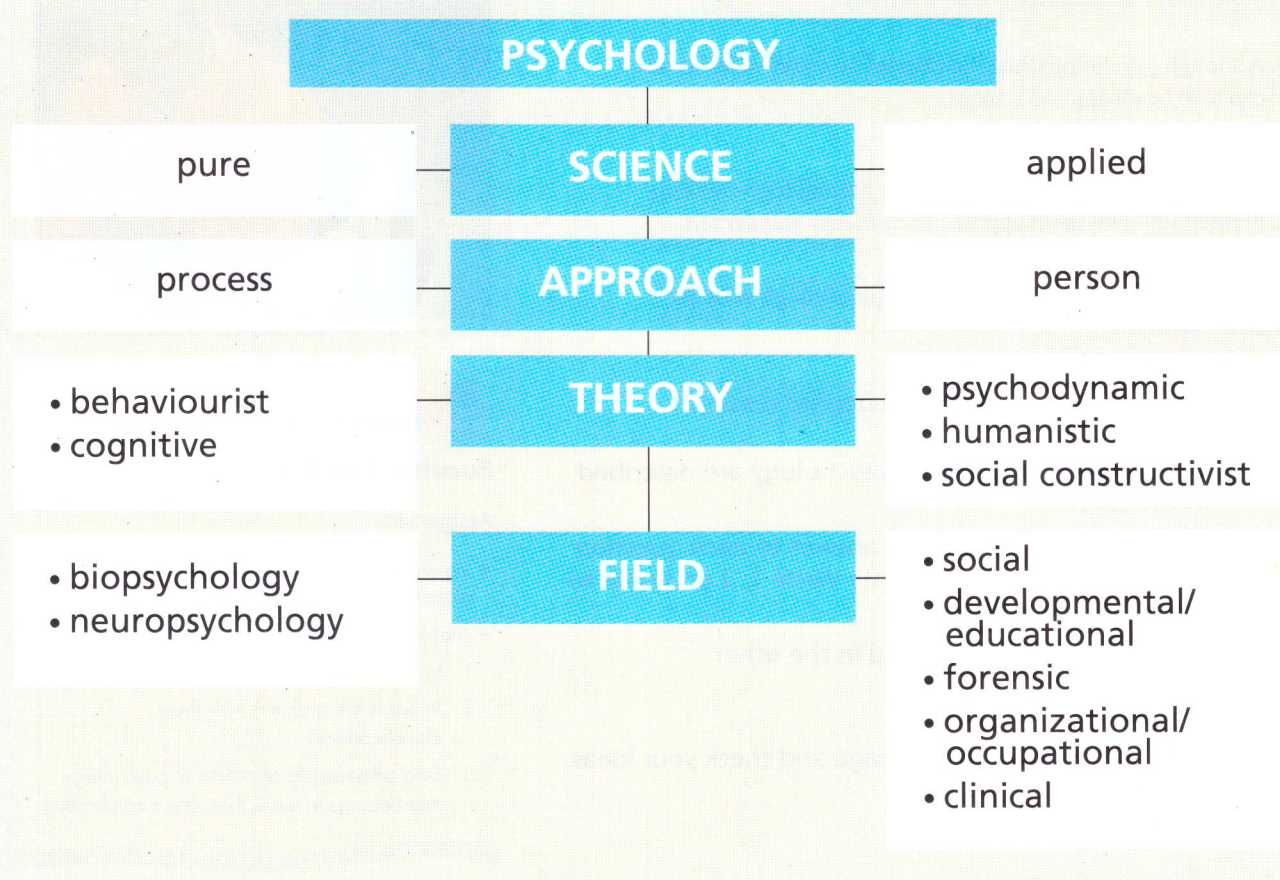 PSYCHOLOGY
pure
SCIENCE
applied
process
APPROACH
person
• behaviourist
• cognitive
THEORY
• psychodynamic
• humanistic
• social constructivist
• biopsychology
• neuropsychology
FIELD
• social
• developmental/
educational
• forensic
• organizational/
occupational
• clinical